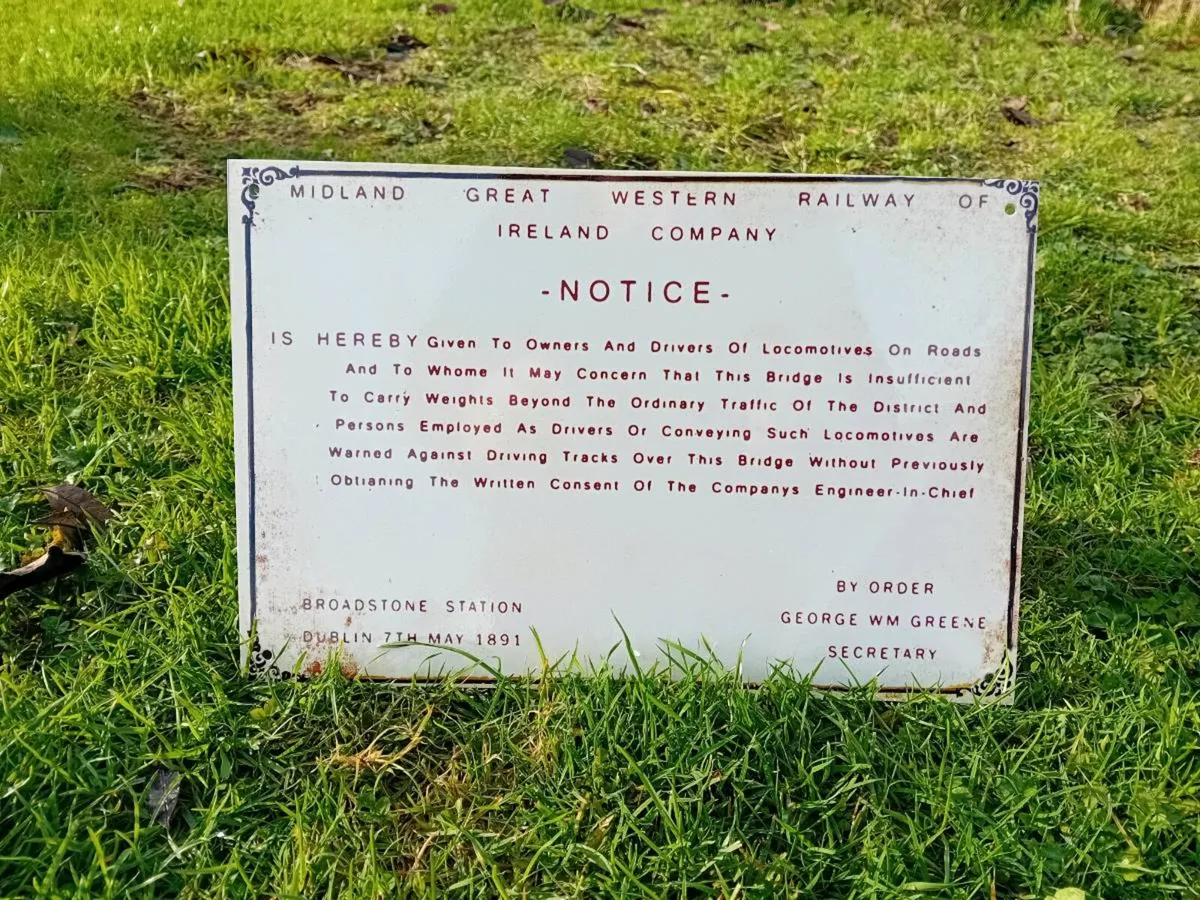 MIDLAND GREAT WESTERN RAILWAY OF
IRELAND COMPANY
-NOTICE-
IS HEREBY Given To Owners And Drivers Of Locomotives On Roads
And To Whome It May Concern That This Bridge Is Insufficient
To Carry Weights Beyond The Ordinary Traffic Of The District And
Persons Employed As Drivers Or Conveying Such Locomotives Are
Warned Against Driving Tracks Over This Bridge Without Previously
Obtianing The Written Consent Of The Companys Engineer-In-Chief
BY ORDER
BROADSTONE STATION
GEORGE WM GREENE
DUBLIN 7TH MAY 1891
SECRETARY